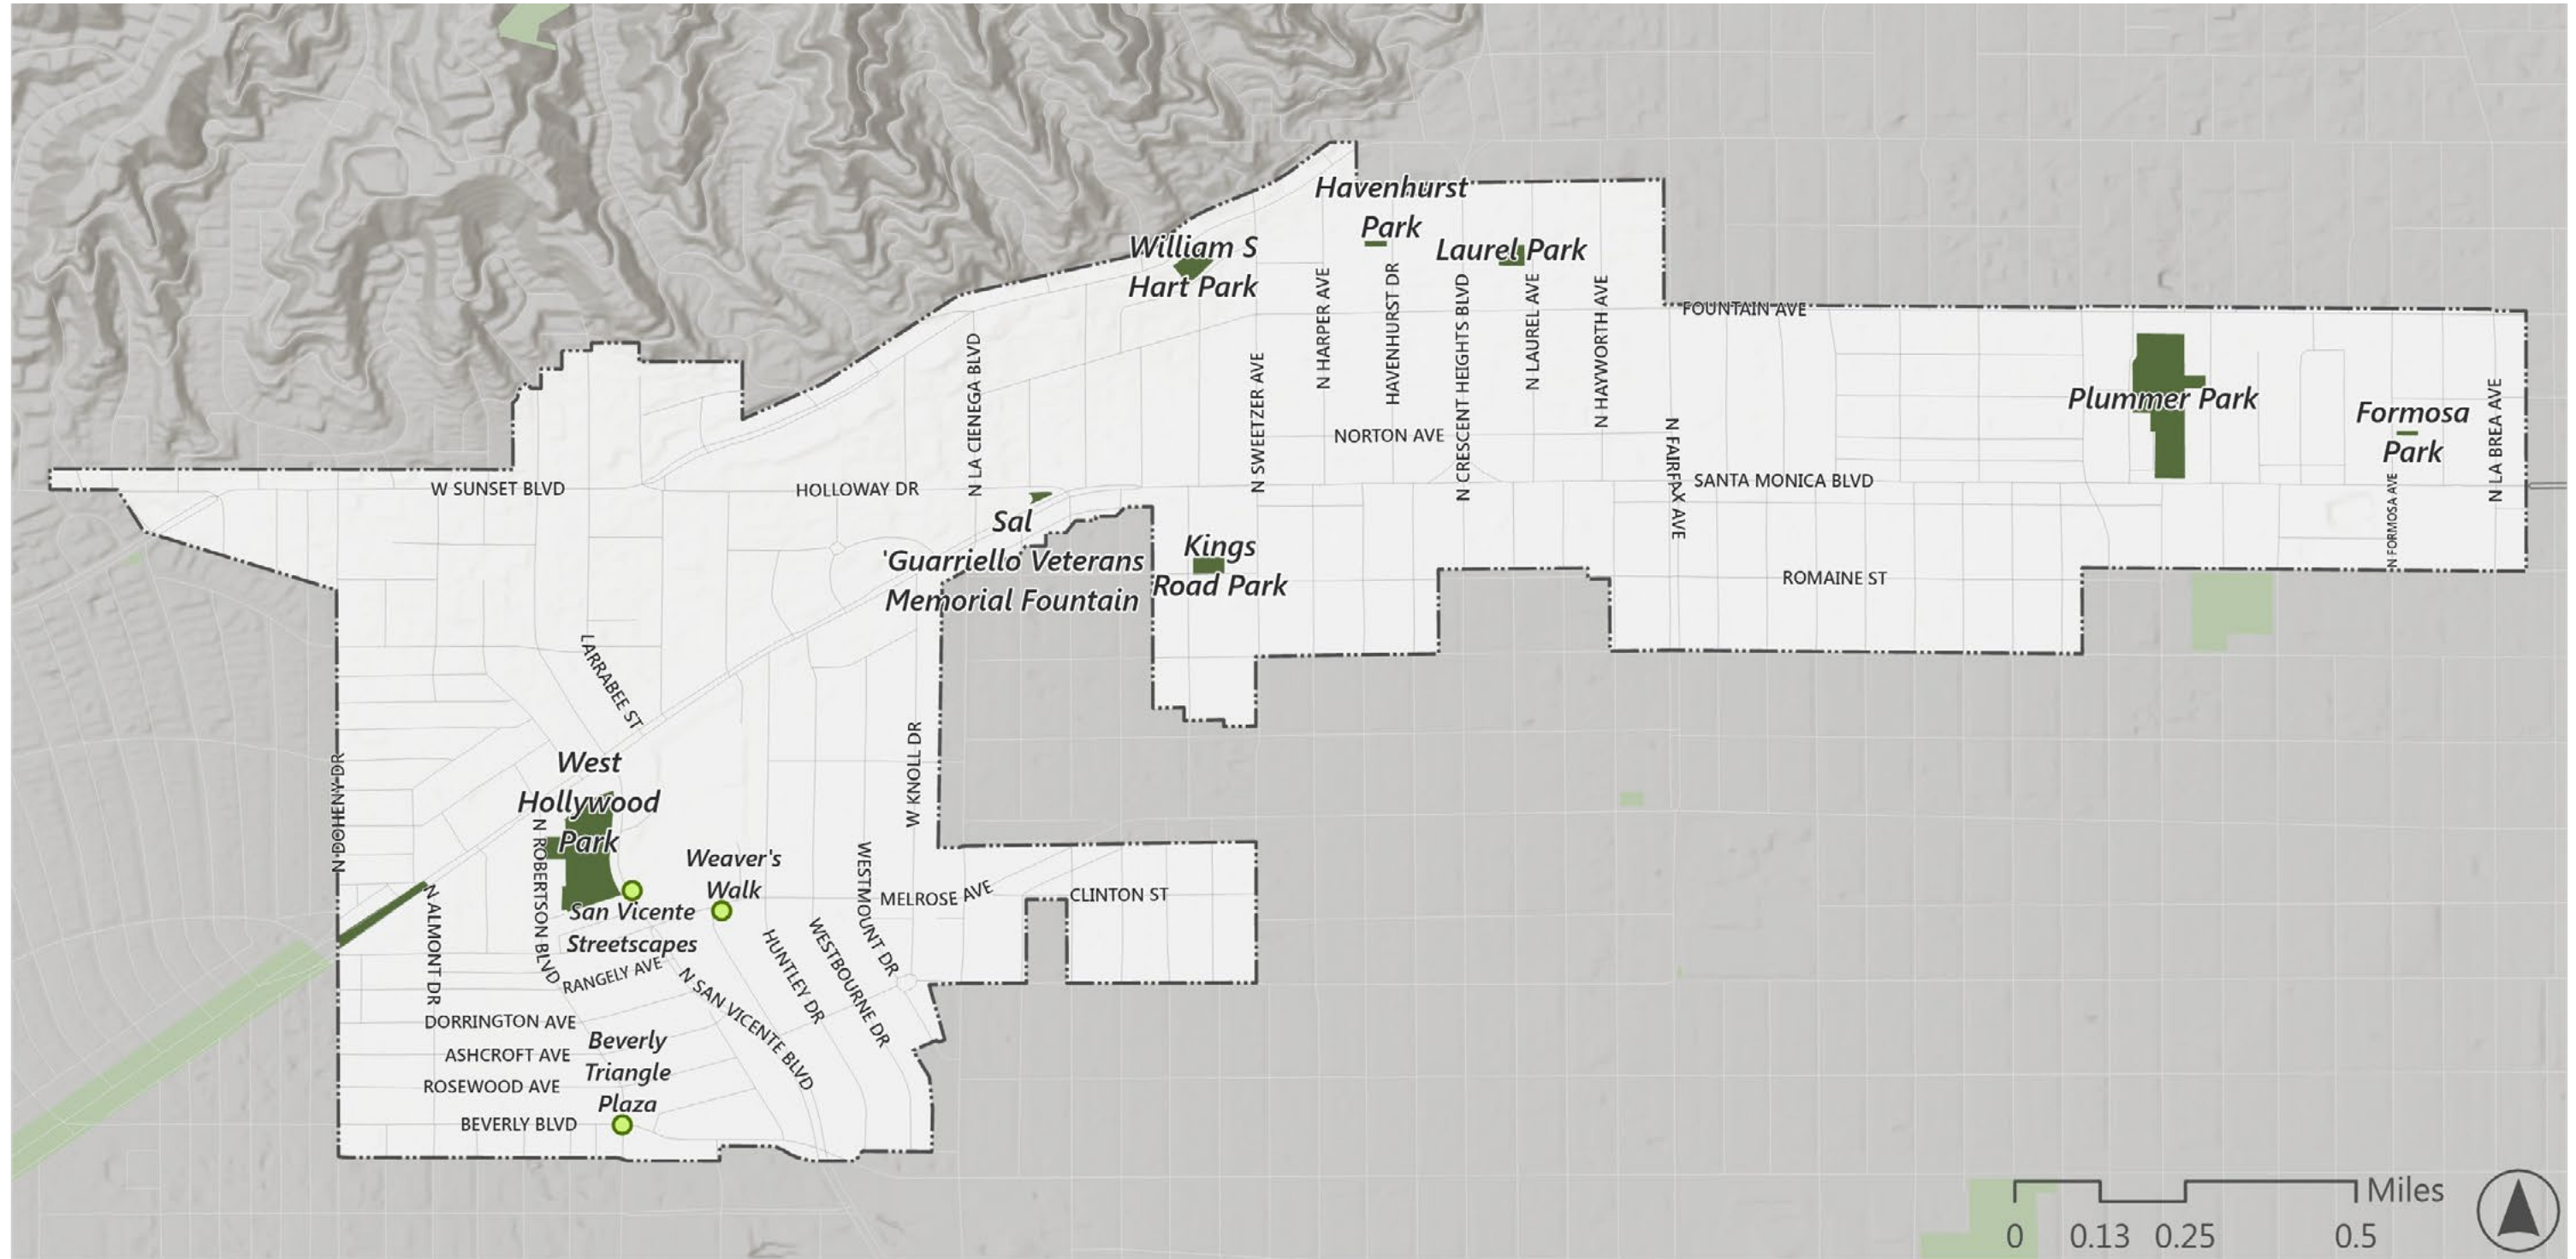 Havenhurst
Park
William S
Hart Park
Laurel Park
FOUNTAIN AVE
N HARPER AVE
HAVENHURST DR
N CRESCENT HEIGHTS BLVD
N LAUREL AVE
N HAYWORTH AVE
N LA CIENEGA BLVD
N SWEETZER AVE
NORTON AVE
N FAIRFAX AVE
Plummer Park
Formosa
Park
N LA BREA AVE
N FORMOSA AVE
W SUNSET BLVD
HOLLOWAY DR
SANTA MONICA BLVD
Sal
'Guarriello Veterans
Memorial Fountain
Kings
Road Park
ROMAINE ST
LARRABEE ST
N DOHENY DR
West
Hollywood
Park
W KNOLL DR
N ROBERTSON BLVD
Weaver's
Walk
WESTMOUNT DR
MELROSE AVE
CLINTON ST
N ALMONT DR
San Vicente
Streetscapes
RANGELY AVE
N SAN VICENTE BLVD
HUNTLEY DR
WESTBOURNE DR
DORRINGTON AVE
ASHCROFT AVE
ROSEWOOD AVE
BEVERLY BLVD
Beverly
Triangle
Plaza
Miles
0 0.13 0.25 0.5